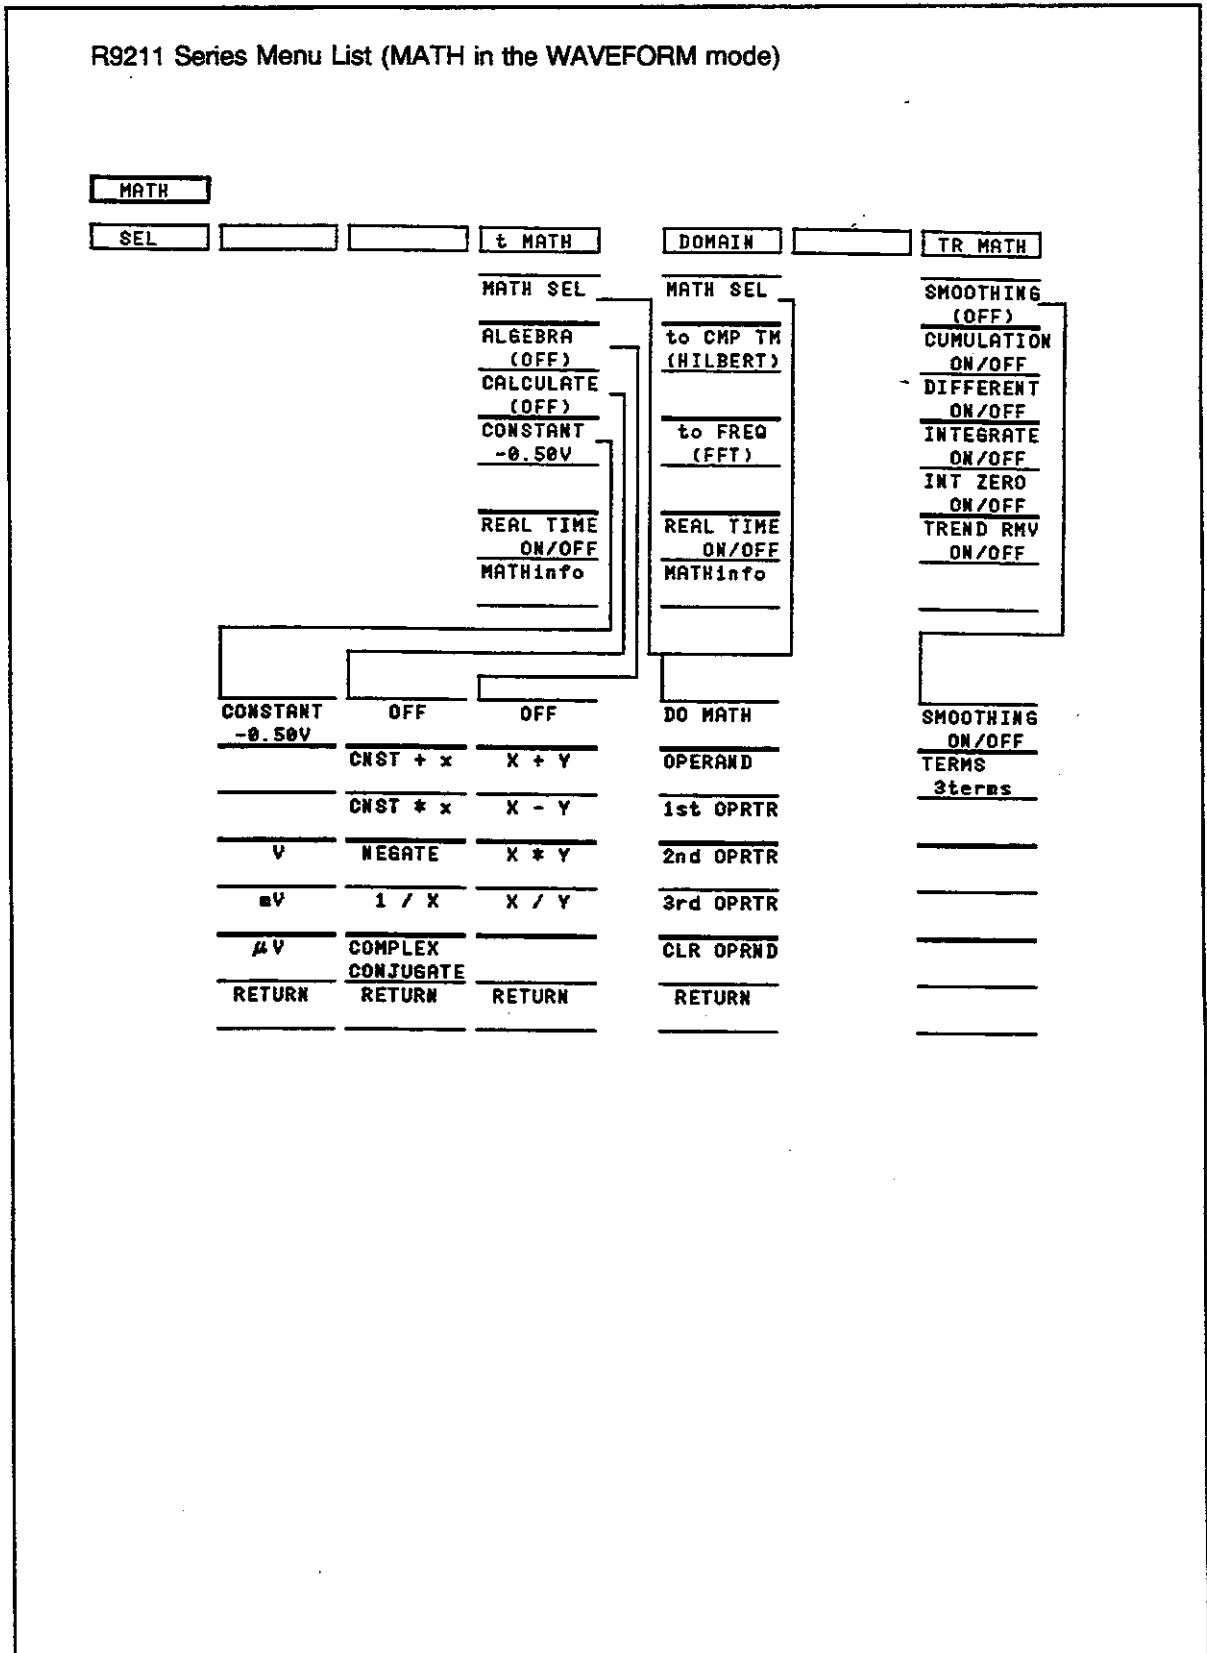 R9211 Series Menu List (MATH in the WAVEFORM mode)
MATH
SEL
t MATH
DOMAIN
TR MATH
MATH SEL
ALGEBRA
(OFF)
CALCULATE
(OFF)
CONSTANT
-0.50V
REAL TIME
ON/OFF
MATHinfo
MATH SEL
to CMP TM
(HILBERT)
to FREQ
(FFT)
REAL TIME
ON/OFF
MATHinfo
SMOOTHING
(OFF)
CUMULATION
ON/OFF
DIFFERENT
ON/OFF
INTEGRATE
ON/OFF
INT ZERO
ON/OFF
TREND RMV
ON/OFF
CONSTANT
-0.50V
V
mV
μV
RETURN
OFF
CNST + x
CNST * x
NEGATE
1 / X
COMPLEX
CONJUGATE
RETURN
OFF
X + Y
X - Y
X * Y
X / Y
RETURN
DO MATH
OPERAND
1st OPRTR
2nd OPRTR
3rd OPRTR
CLR OPRND
RETURN
SMOOTHING
ON/OFF
TERMS
3terms